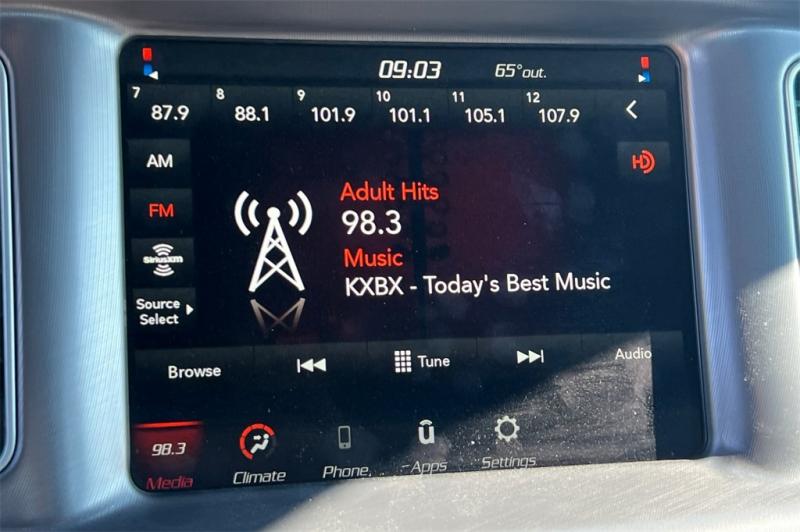 09:03 65°out.
7 8 9 10 11 12
87.9 88.1 101.9 101.1 105.1 107.9
AM
HD
FM
Adult Hits
98.3
SiriusXM
Music
KXBX - Today's Best Music
Source
Select
Browse Tune Audio
98.3
Media Climate Phone Apps Settings